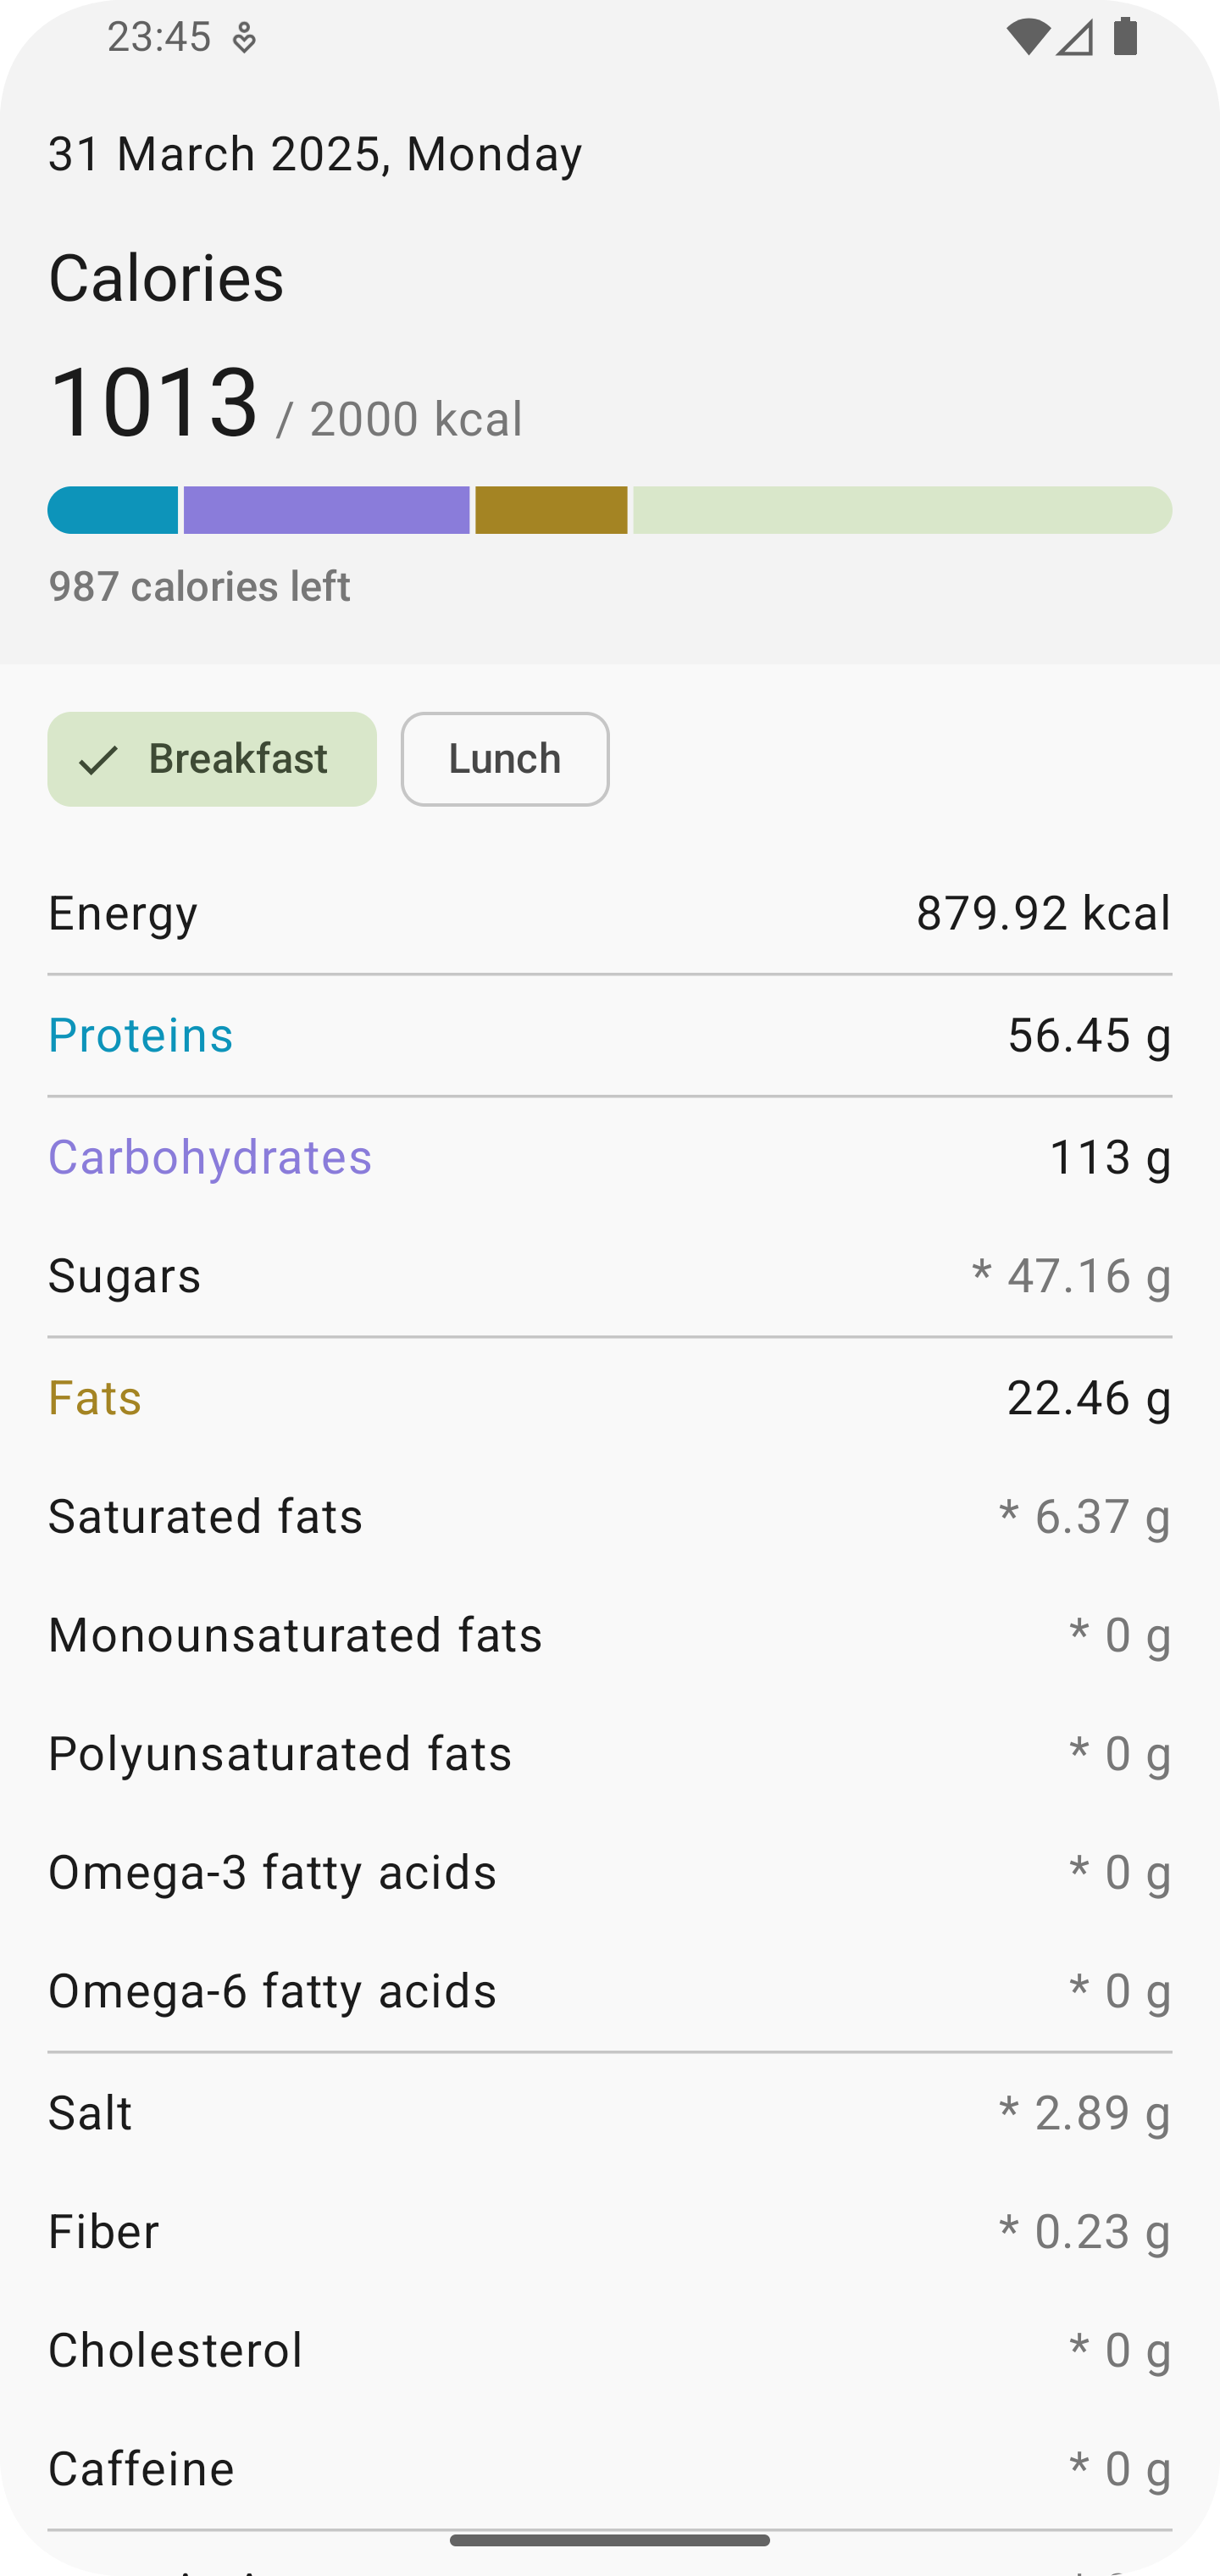 23:45
31 March 2025, Monday
Calories
1013 / 2000 kcal
987 calories left
Breakfast
Lunch
Energy 879.92 kcal
Proteins 56.45 g
Carbohydrates 113 g
Sugars * 47.16 g
Fats 22.46 g
Saturated fats * 6.37 g
Monounsaturated fats * 0 g
Polyunsaturated fats * 0 g
Omega-3 fatty acids * 0 g
Omega-6 fatty acids * 0 g
Salt * 2.89 g
Fiber * 0.23 g
Cholesterol * 0 g
Caffeine * 0 g